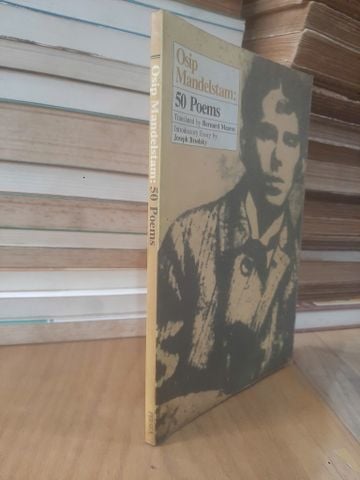 Osip
Mandelstam:
50 Poems
Translated by Bernard Meares
Introductory Essay by
Joseph Brodsky
Osip Mandelstam: 50 Poems